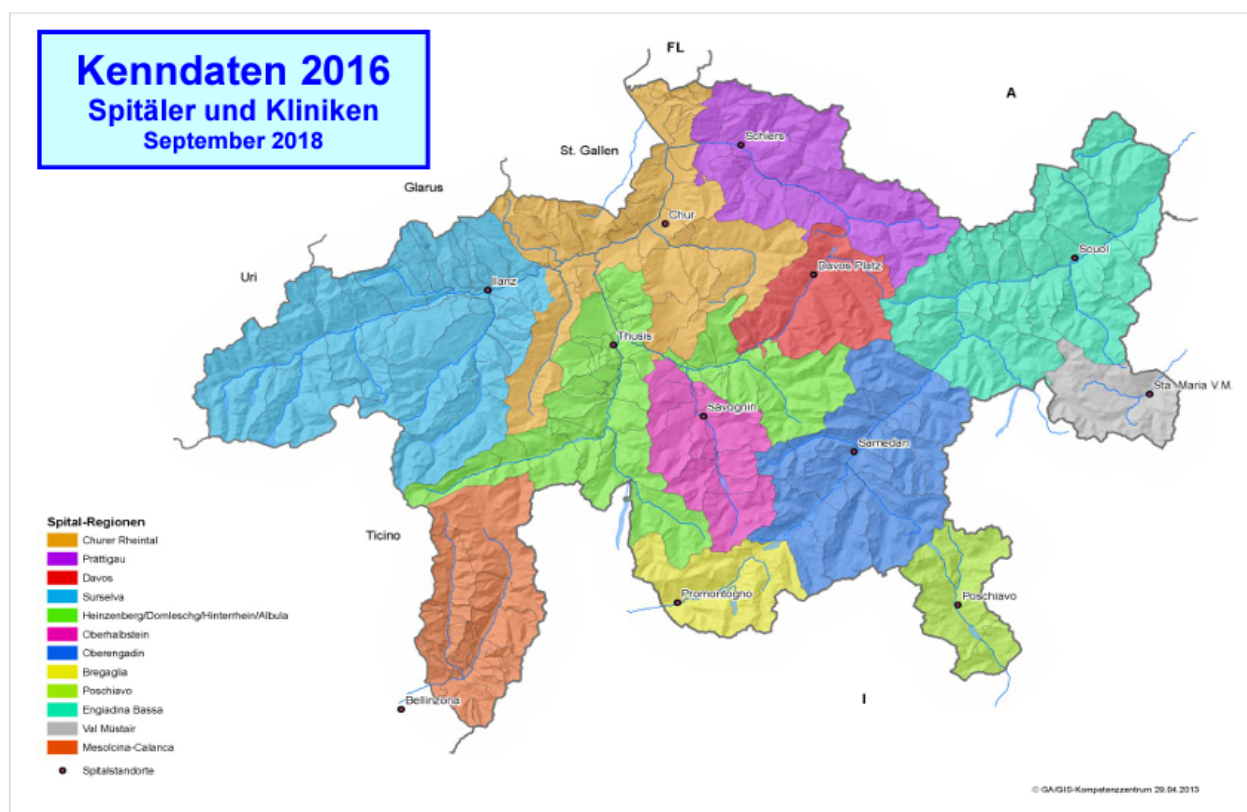 Kenndaten 2016
Spitäler und Kliniken
September 2018
FL
A
St. Gallen
Schiers
Glarus
Chur
Uri
Davos Platz
Scuol
Ilanz
Thusis
Sta. Maria V.M.
Savognin
Samedan
Ticino
Promontogno
Poschiavo
Bellinzona
I
Spital-Regionen
Churer Rheintal
Prättigau
Davos
Surselva
Heinzenberg/Domleschg/Hinterrhein/Albula
Oberhalbstein
Oberengadin
Bregaglia
Poschiavo
Engiadina Bassa
Val Müstair
Mesolcina-Calanca
Spitalstandorte
© GA/GIS-Kompetenzzentrum 29.04.2013